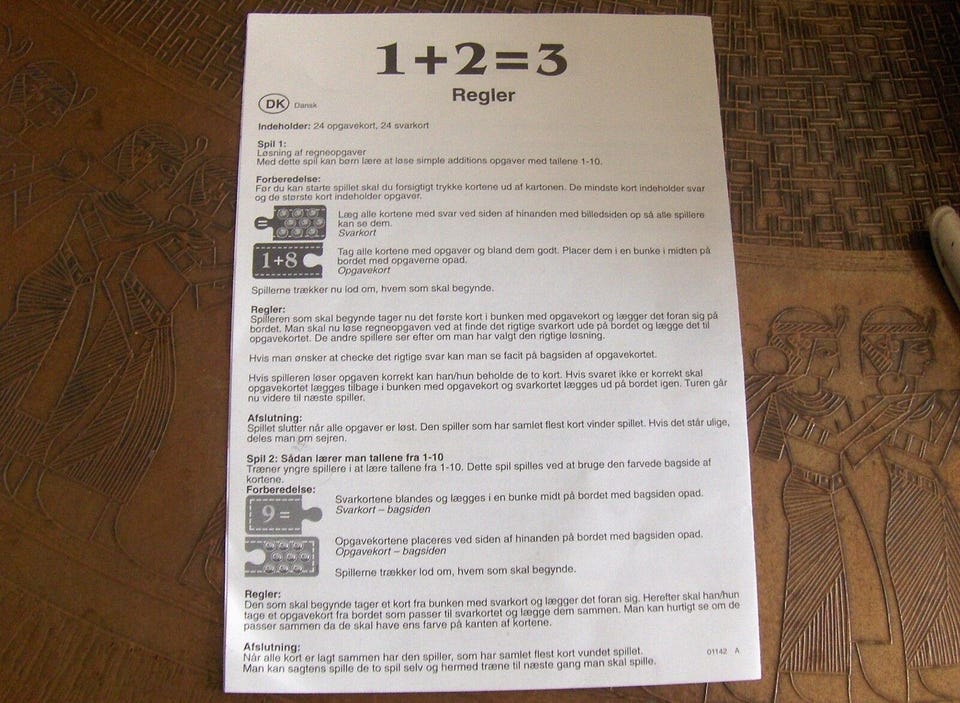 1+2=3
Regler
DK Dansk
Indeholder: 24 opgavekort, 24 svarkort
Spil 1:
Løsning af regneopgaver
Med dette spil kan børn lære at løse simple additions opgaver med tallene 1-10.
Forberedelse:
Før du kan starte spillet skal du forsigtigt trykke kortene ud af kartonen. De mindste kort indeholder svar
og de største kort indeholder opgaver.
=
Læg alle kortene med svar ved siden af hinanden med billedsiden op så alle spillere
kan se dem.
Svarkort
1+8
Tag alle kortene med opgaver og bland dem godt. Placer dem i en bunke i midten på
bordet med opgaverne opad.
Opgavekort
Spillerne trækker nu lod om, hvem som skal begynde.
Regler:
Spilleren som skal begynde tager nu det første kort i bunken med opgavekort og lægger det foran sig på
bordet. Man skal nu løse regneopgaven ved at finde det rigtige svarkort ude på bordet og lægge det til
opgavekortet. De andre spillere ser efter om man har valgt den rigtige løsning.
Hvis man ønsker at checke det rigtige svar kan man se facit på bagsiden af opgavekortet.
Hvis spilleren løser opgaven korrekt kan han/hun beholde de to kort. Hvis svaret ikke er korrekt skal
opgavekortet lægges tilbage i bunken med opgavekort og svarkortet lægges ud på bordet igen. Turen går
nu videre til næste spiller.
Afslutning:
Spillet slutter når alle opgaver er løst. Den spiller som har samlet flest kort vinder spillet. Hvis det står ulige,
deles man om sejren.
Spil 2: Sådan lærer man tallene fra 1-10
Træner yngre spillere i at lære tallene fra 1-10. Dette spil spilles ved at bruge den farvede bagside af
kortene.
Forberedelse:
9 =
Svarkortene blandes og lægges i en bunke midt på bordet med bagsiden opad.
Svarkort – bagsiden
Opgavekortene placeres ved siden af hinanden på bordet med bagsiden opad.
Opgavekort – bagsiden
Spillerne trækker lod om, hvem som skal begynde.
Regler:
Den som skal begynde tager et kort fra bunken med svarkort og lægger det foran sig. Herefter skal han/hun
tage et opgavekort fra bordet som passer til svarkortet og lægge dem sammen. Man kan hurtigt se om de
passer sammen da de skal have ens farve på kanten af kortene.
Afslutning:
Når alle kort er lagt sammen har den spiller, som har samlet flest kort vundet spillet.
Man kan sagtens spille de to spil selv og hermed træne til næste gang man skal spille.
01142 A